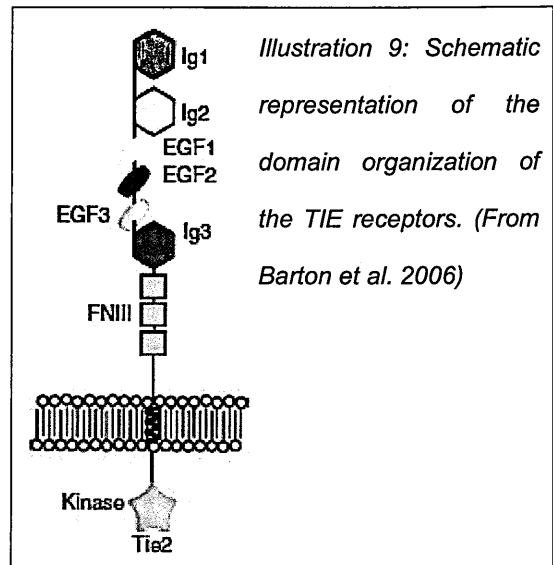 Ig1
Ig2
EGF1
EGF2
EGF3
Ig3
FNIII
Kinase
Tie2
Illustration 9: Schematic
representation of the
domain organization of
the TIE receptors. (From
Barton et al. 2006)